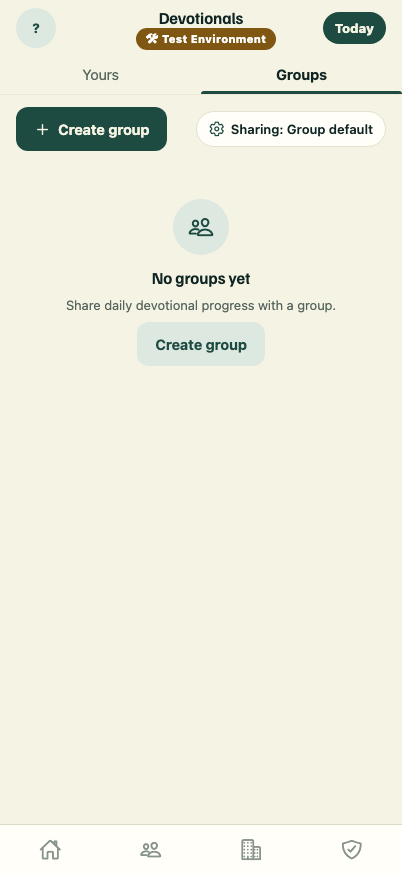 ?
Devotionals
🛠 Test Environment
Today
Yours
Groups
+ Create group
Sharing: Group default
No groups yet
Share daily devotional progress with a group.
Create group